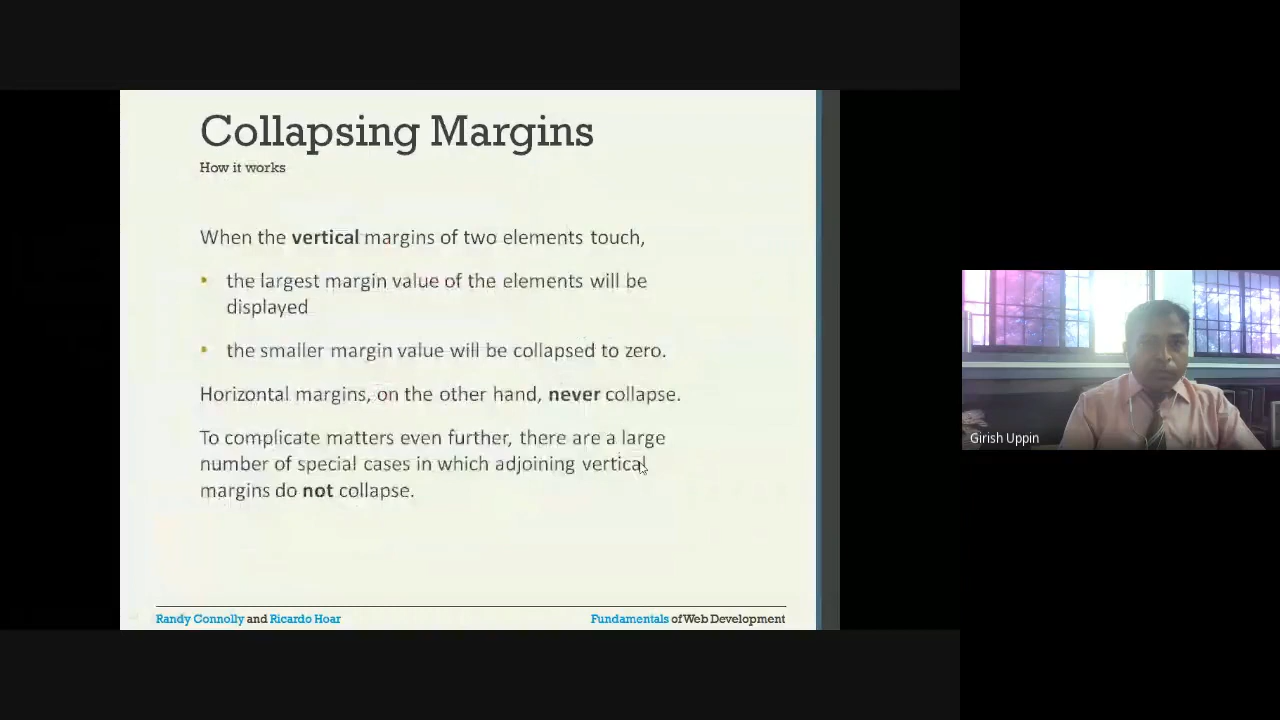 Collapsing Margins
How it works
When the vertical margins of two elements touch,
• the largest margin value of the elements will be
displayed
• the smaller margin value will be collapsed to zero.
Horizontal margins, on the other hand, never collapse.
To complicate matters even further, there are a large
number of special cases in which adjoining vertical
margins do not collapse.
Randy Connolly and Ricardo Hoar
Fundamentals of Web Development
Girish Uppin